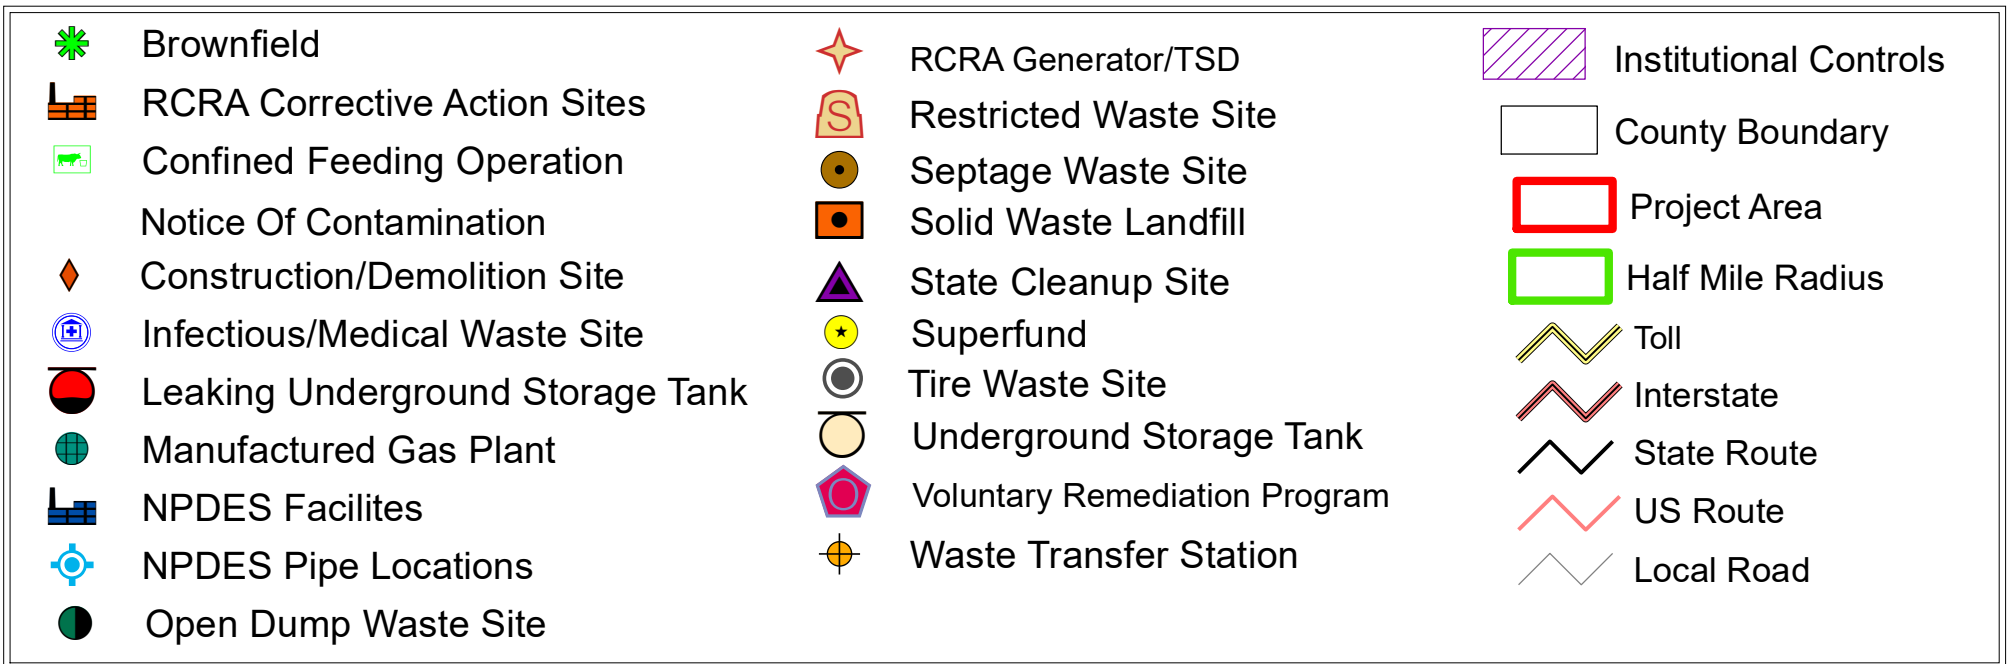 Brownfield
RCRA Corrective Action Sites
Confined Feeding Operation
Notice Of Contamination
Construction/Demolition Site
Infectious/Medical Waste Site
Leaking Underground Storage Tank
Manufactured Gas Plant
NPDES Facilites
NPDES Pipe Locations
Open Dump Waste Site
RCRA Generator/TSD
S
Restricted Waste Site
Septage Waste Site
Solid Waste Landfill
State Cleanup Site
Superfund
Tire Waste Site
Underground Storage Tank
O
Voluntary Remediation Program
Waste Transfer Station
Institutional Controls
County Boundary
Project Area
Half Mile Radius
Toll
Interstate
State Route
US Route
Local Road